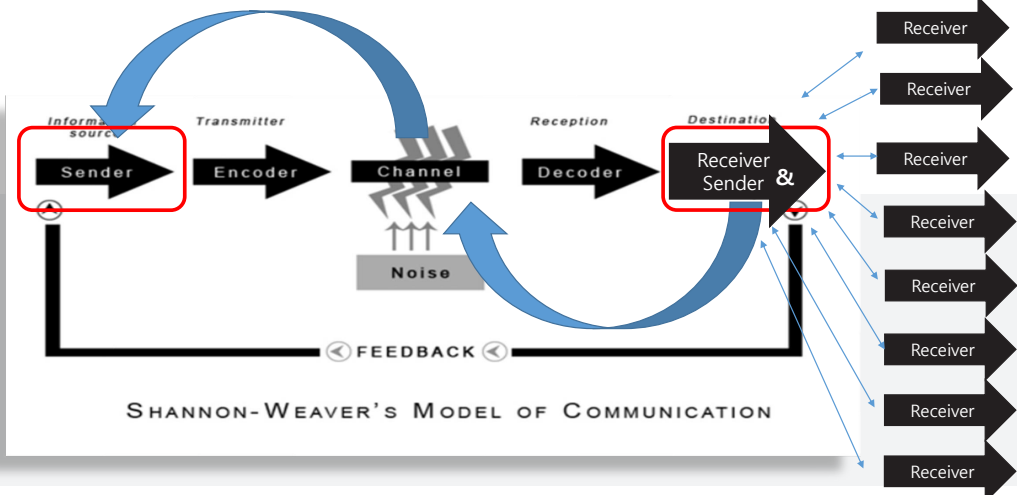 Receiver
Receiver
Receiver
Receiver
Receiver
Receiver
Receiver
Receiver
source
Transmitter
Reception
Sender
Encoder
Channel
Decoder
Receiver
Sender &
Noise
FEEDBACK
SHANNON-WEAVER'S MODEL OF COMMUNICATION